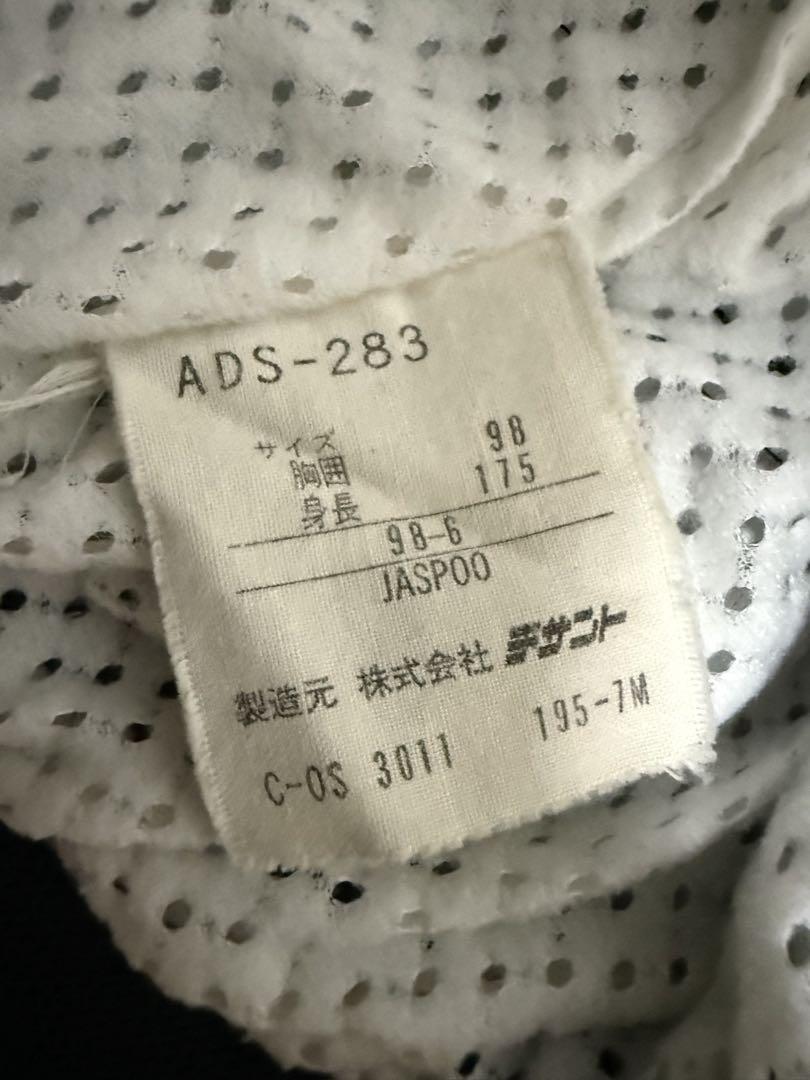 ADS-283
サイズ
胸囲 98
身長 175
98-6
JASPOO
製造元 株式会社 デサント
C-OS 3011 195-7M